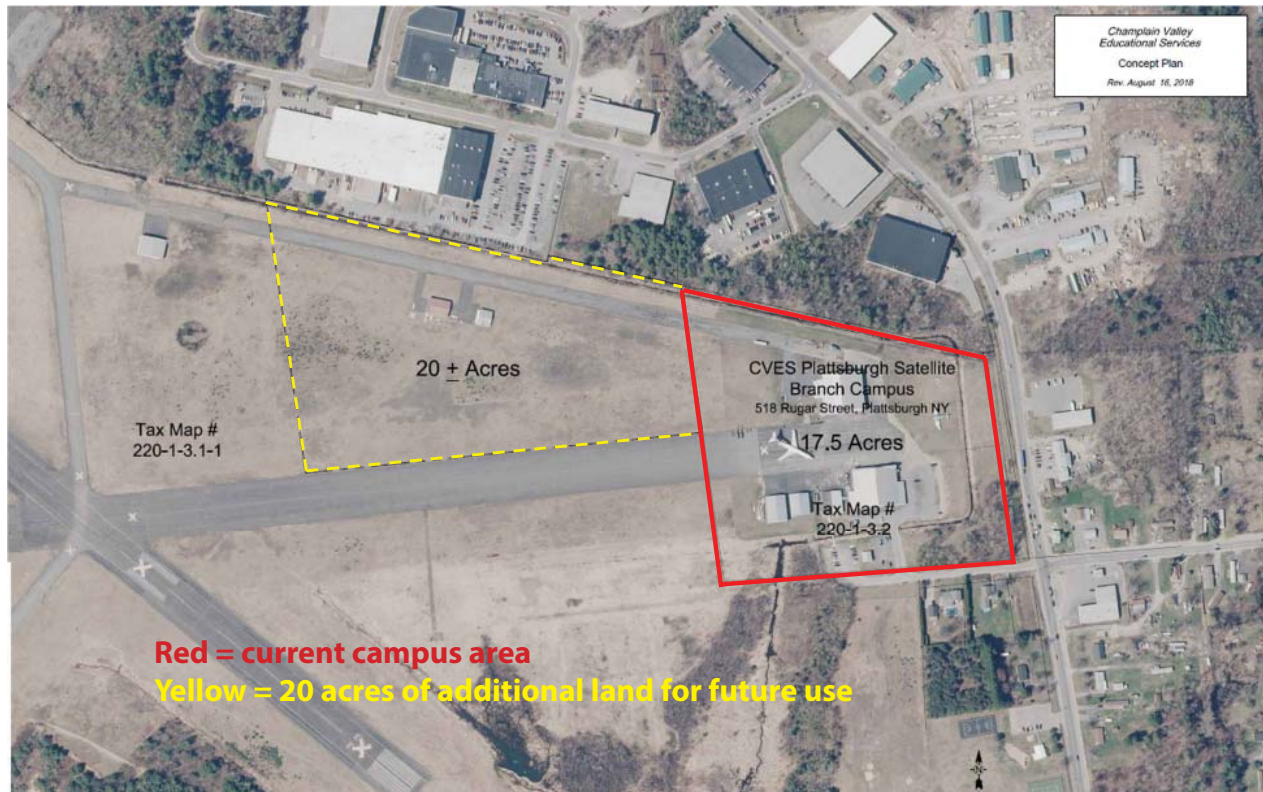 Champlain Valley
Educational Services
Concept Plan
Rev. August 16, 2018
20 ± Acres
CVES Plattsburgh Satellite
Branch Campus
518 Rugar Street, Plattsburgh NY
17.5 Acres
Tax Map #
220-1-3.1-1
Tax Map #
220-1-3.2
Red = current campus area
Yellow = 20 acres of additional land for future use
N